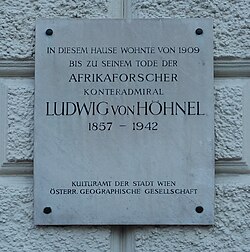 IN DIESEM HAUSE WOHNTE VON 1909
BIS ZU SEINEM TODE DER
AFRIKAFORSCHER
KONTERADMIRAL
LUDWIG VON HÖHNEL
1857 – 1942
KULTURAMT DER STADT WIEN
ÖSTERR. GEOGRAPHISCHE GESELLSCHAFT